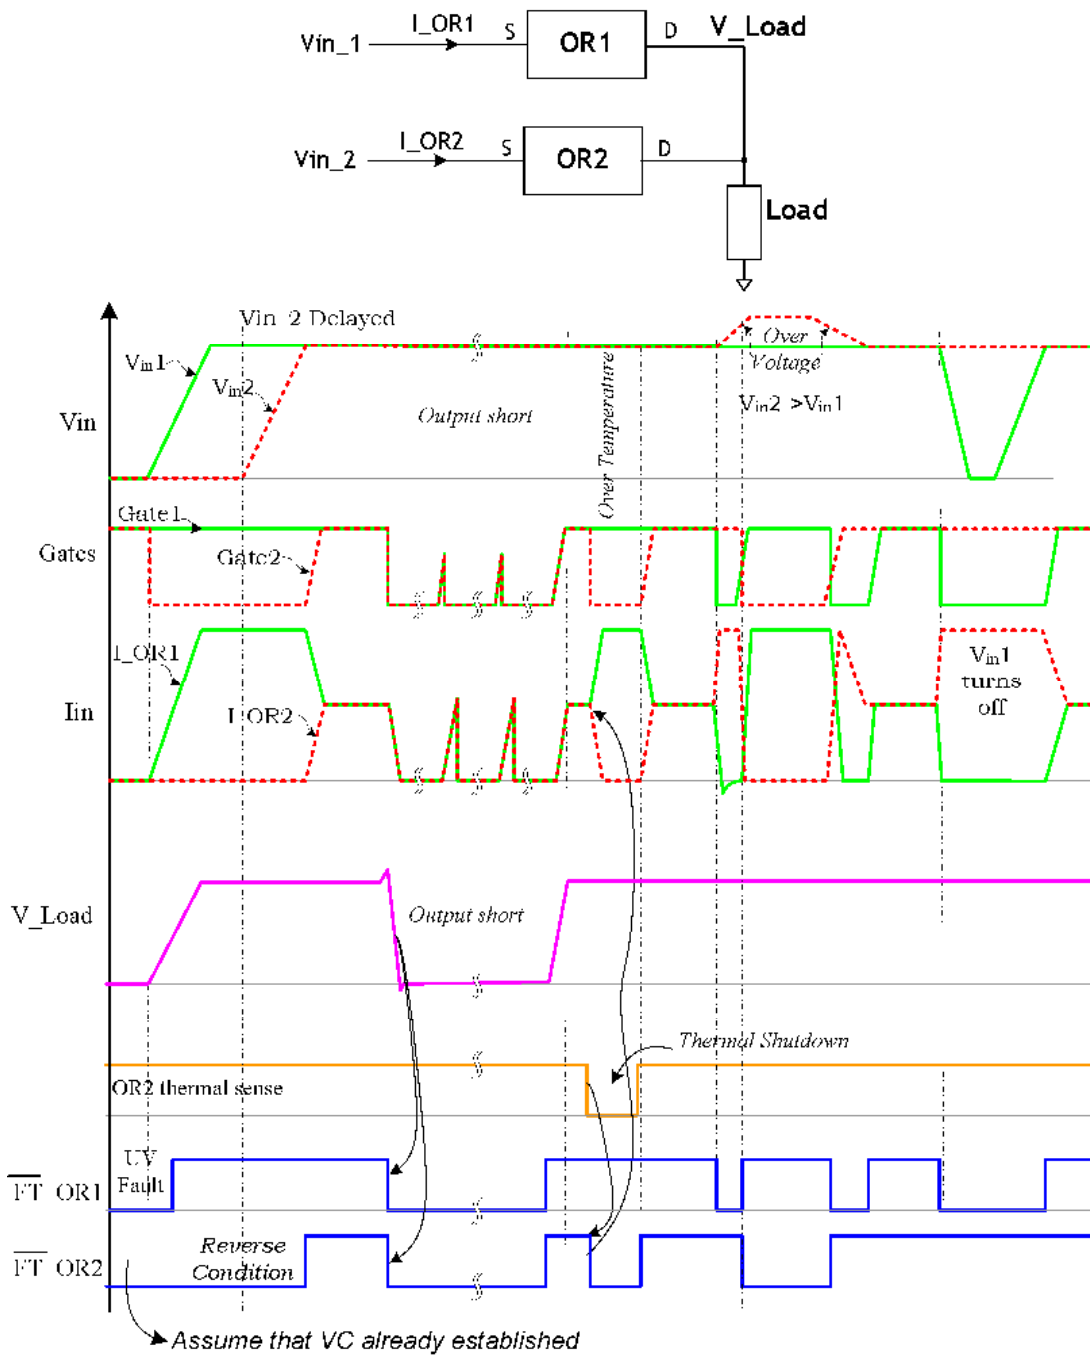 I_OR1
S
OR1
D
V_Load
Vin_1
I_OR2
S
OR2
D
Vin_2
Load
Vin 2 Delayed
Vin1
Vin2
Over
Voltage
Vin
Output short
Over Temperature
Vin2 >Vin1
Gate1
Gates
Gate2
I_OR1
Vin1
turns
off
Iin
I_OR2
V_Load
Output short
Thermal Shutdown
OR2 thermal sense
UV
Fault
FT OR1
Reverse
Condition
FT OR2
Assume that VC already established